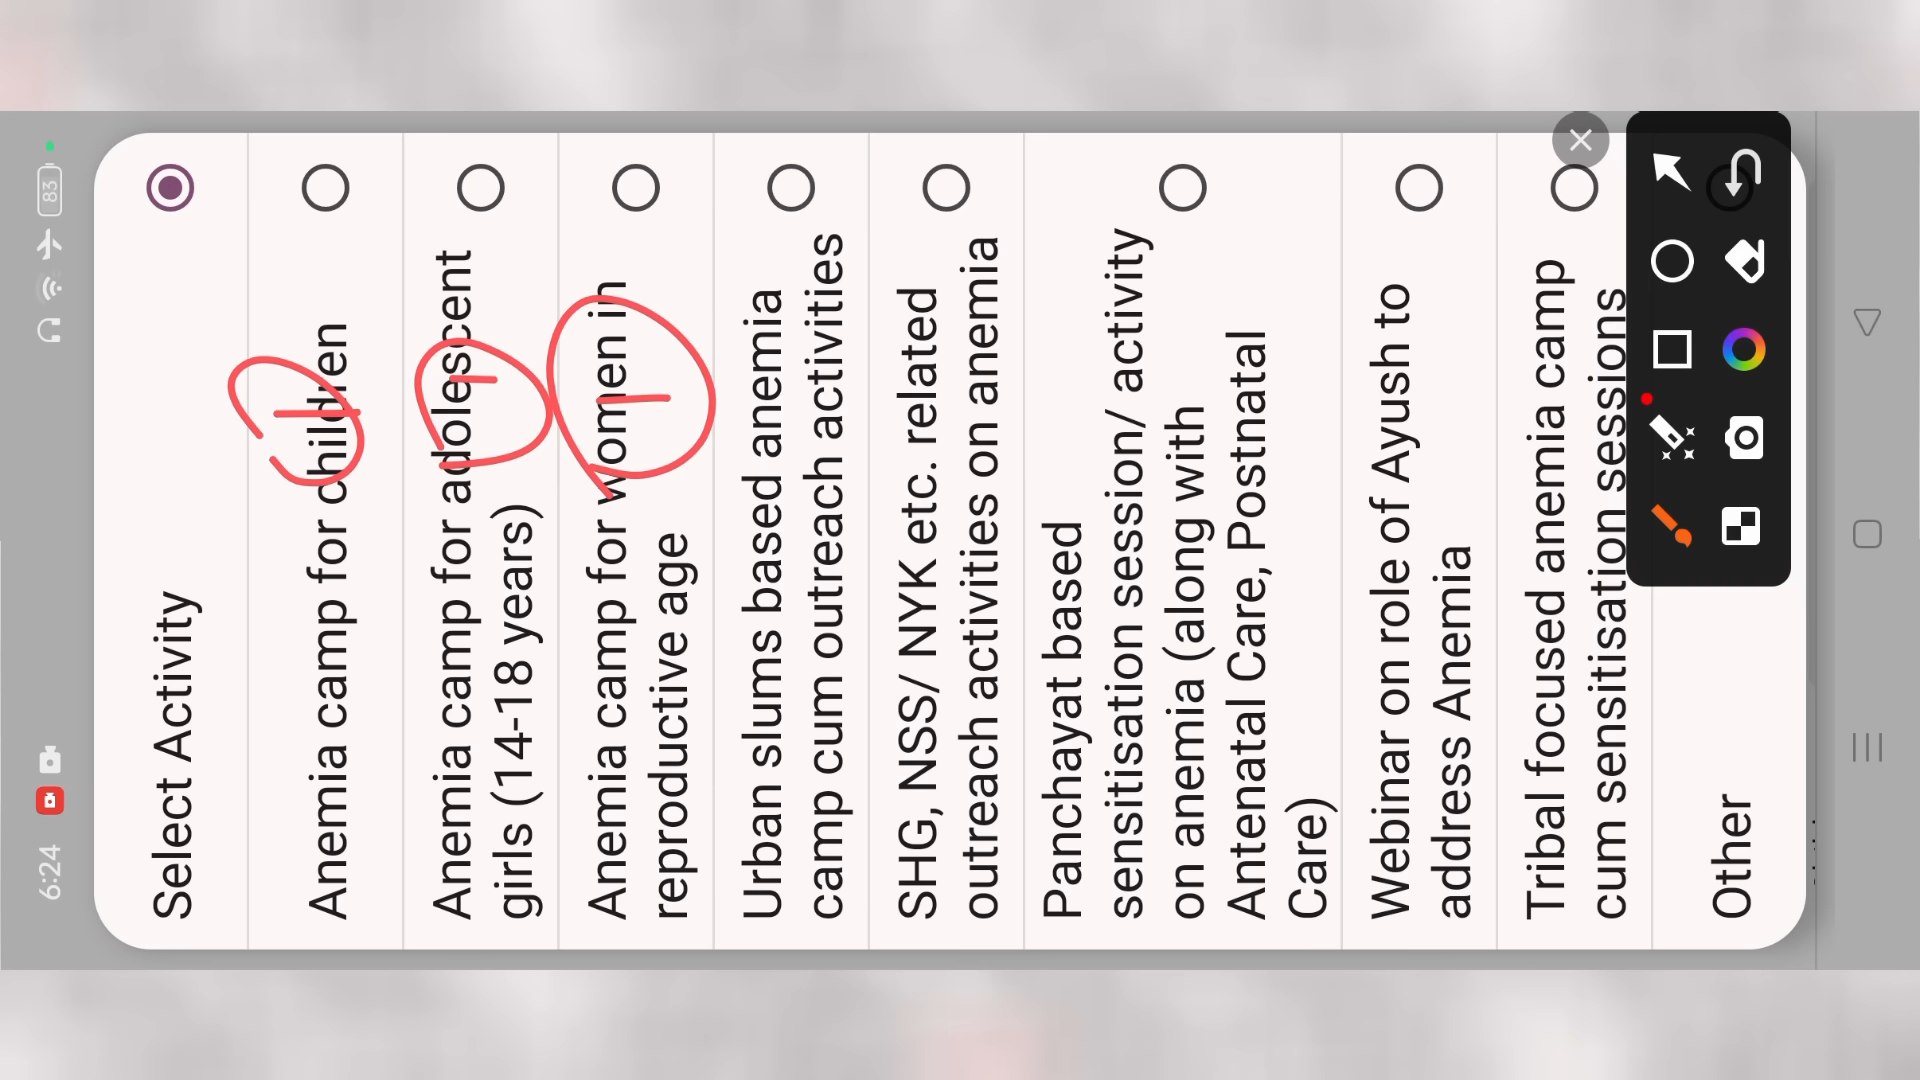 6:24
83
Select Activity
Anemia camp for children
Anemia camp for adolescent
girls (14-18 years)
Anemia camp for women in
reproductive age
Urban slums based anemia
camp cum outreach activities
SHG, NSS/ NYK etc. related
outreach activities on anemia
Panchayat based
sensitisation session/ activity
on anemia (along with
Antenatal Care, Postnatal
Care)
Webinar on role of Ayush to
address Anemia
Tribal focused anemia camp
cum sensitisation sessions
Other